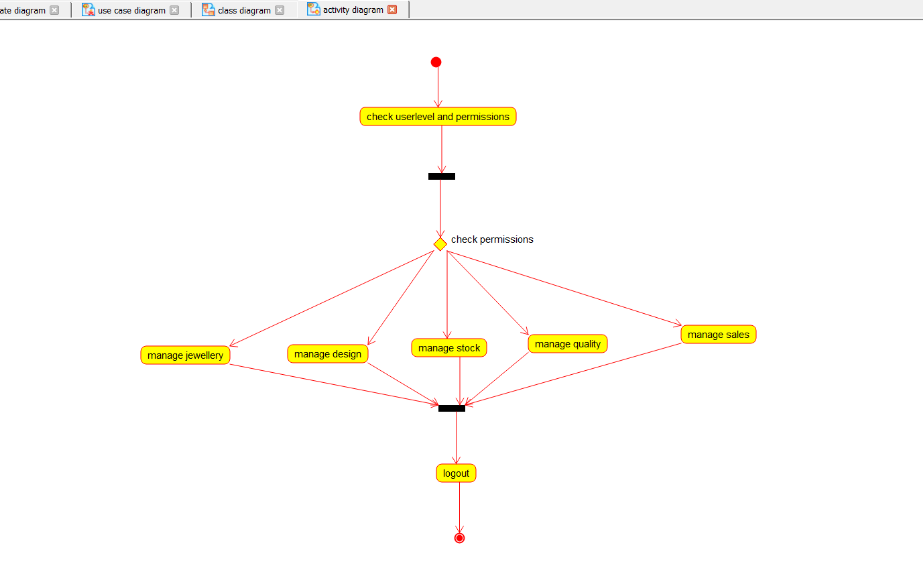 ate diagram
use case diagram
class diagram
activity diagram
check userlevel and permissions
check permissions
manage jewellery
manage design
manage stock
manage quality
manage sales
logout